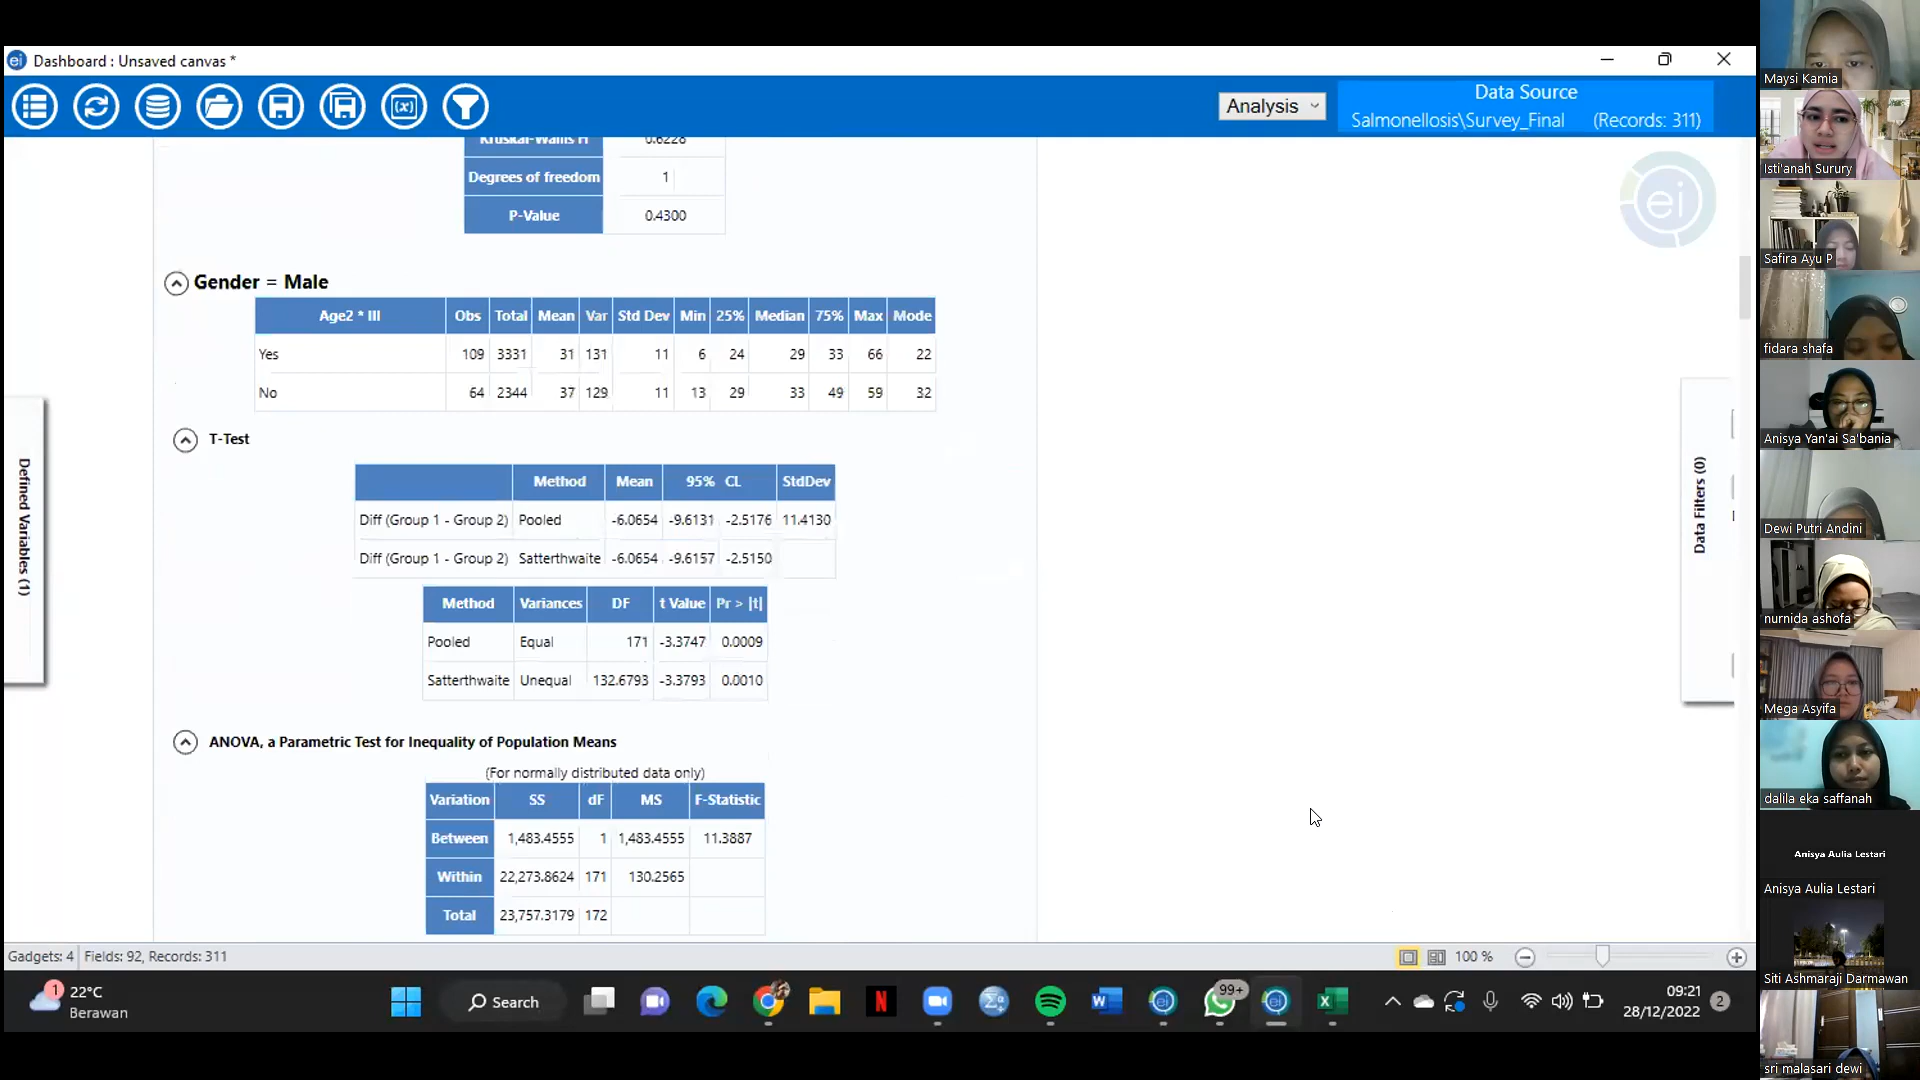 Dashboard : Unsaved canvas *
Analysis
Data Source
Salmonellosis\Survey_Final (Records: 311)
Kruskal-Wallis H 0.6228
Degrees of freedom 1
P-Value 0.4300
Gender = Male
Age2 * Ill Obs Total Mean Var Std Dev Min 25% Median 75% Max Mode
Yes 109 3331 31 131 11 6 24 29 33 66 22
No 64 2344 37 129 11 13 29 33 49 59 32
T-Test
Method Mean 95% CL StdDev
Diff (Group 1 - Group 2) Pooled -6.0654 -9.6131 -2.5176 11.4130
Diff (Group 1 - Group 2) Satterthwaite -6.0654 -9.6157 -2.5150
Method Variances DF t Value Pr > |t|
Pooled Equal 171 -3.3747 0.0009
Satterthwaite Unequal 132.6793 -3.3793 0.0010
ANOVA, a Parametric Test for Inequality of Population Means
(For normally distributed data only)
Variation SS dF MS F-Statistic
Between 1,483.4555 1 1,483.4555 11.3887
Within 22,273.8624 171 130.2565
Total 23,757.3179 172
Defined Variables (1)
Data Filters (0)
ei
Gadgets: 4 Fields: 92, Records: 311
100 %
1
22°C
Berawan
Search
99+
09:21
28/12/2022
2
Maysi Kamia
Isti'anah Surury
Safira Ayu P
fidara shafa
Anisya Yan'ai Sa'bania
Dewi Putri Andini
nurnida ashofa
Mega Asyifa
dalila eka saffanah
Anisya Aulia Lestari
Anisya Aulia Lestari
Siti Ashmaraji Darmawan
sri malasari dewi